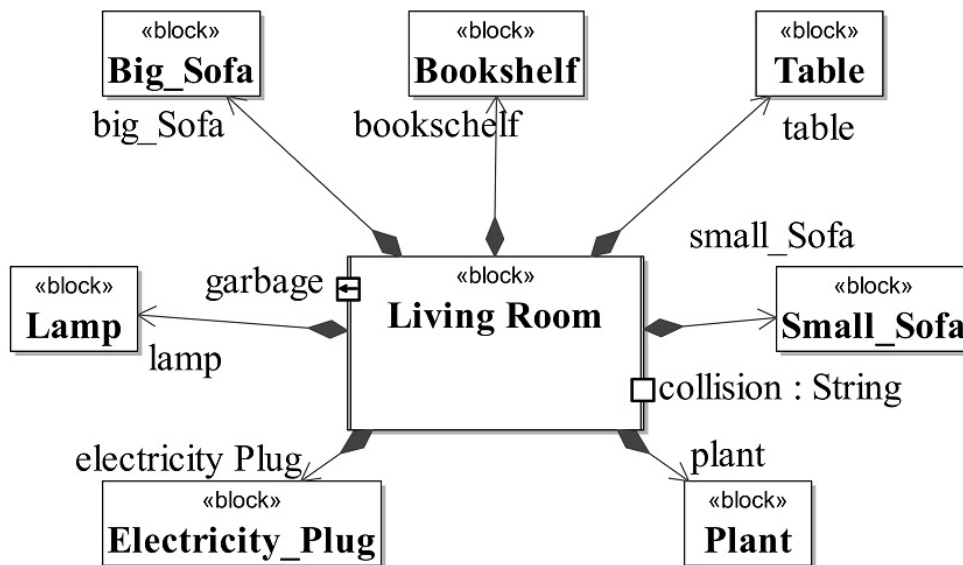 «block»
Big_Sofa
«block»
Bookshelf
«block»
Table
big_Sofa
bookschelf
table
small_Sofa
garbage
«block»
Living Room
«block»
Lamp
«block»
Small_Sofa
lamp
collision : String
electricity Plug
plant
«block»
Electricity_Plug
«block»
Plant